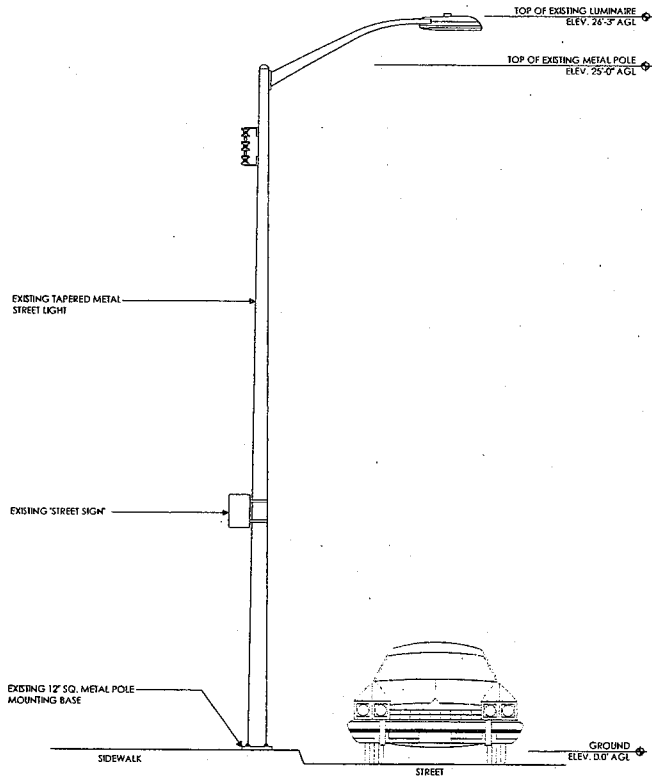 TOP OF EXISTING LUMINAIRE
ELEV. 26'-3" AGL
TOP OF EXISTING METAL POLE
ELEV. 25'-0" AGL
EXISTING TAPERED METAL
STREET LIGHT
EXISTING 'STREET SIGN'
EXISTING 12" SQ. METAL POLE
MOUNTING BASE
GROUND
ELEV. 0.0' AGL
SIDEWALK
STREET